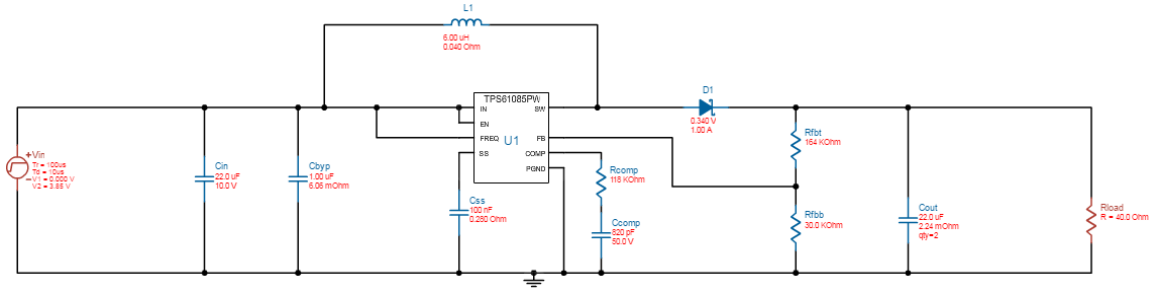 L1
6.00 uH
0.040 Ohm
TPS61085PW
IN
SW
EN
FREQ
FB
U1
SS
COMP
PGND
D1
0.340 V
1.00 A
+Vin
Tr = 100us
Td = 10us
V1 = 0.000 V
V2 = 3.85 V
Cin
22.0 uF
10.0 V
Cbyp
1.00 uF
6.06 mOhm
Css
100 nF
0.280 Ohm
Rcomp
118 KOhm
Ccomp
820 pF
50.0 V
Rfbt
164 KOhm
Rfbb
30.0 KOhm
Cout
22.0 uF
2.24 mOhm
qty=2
Rload
R = 40.0 Ohm